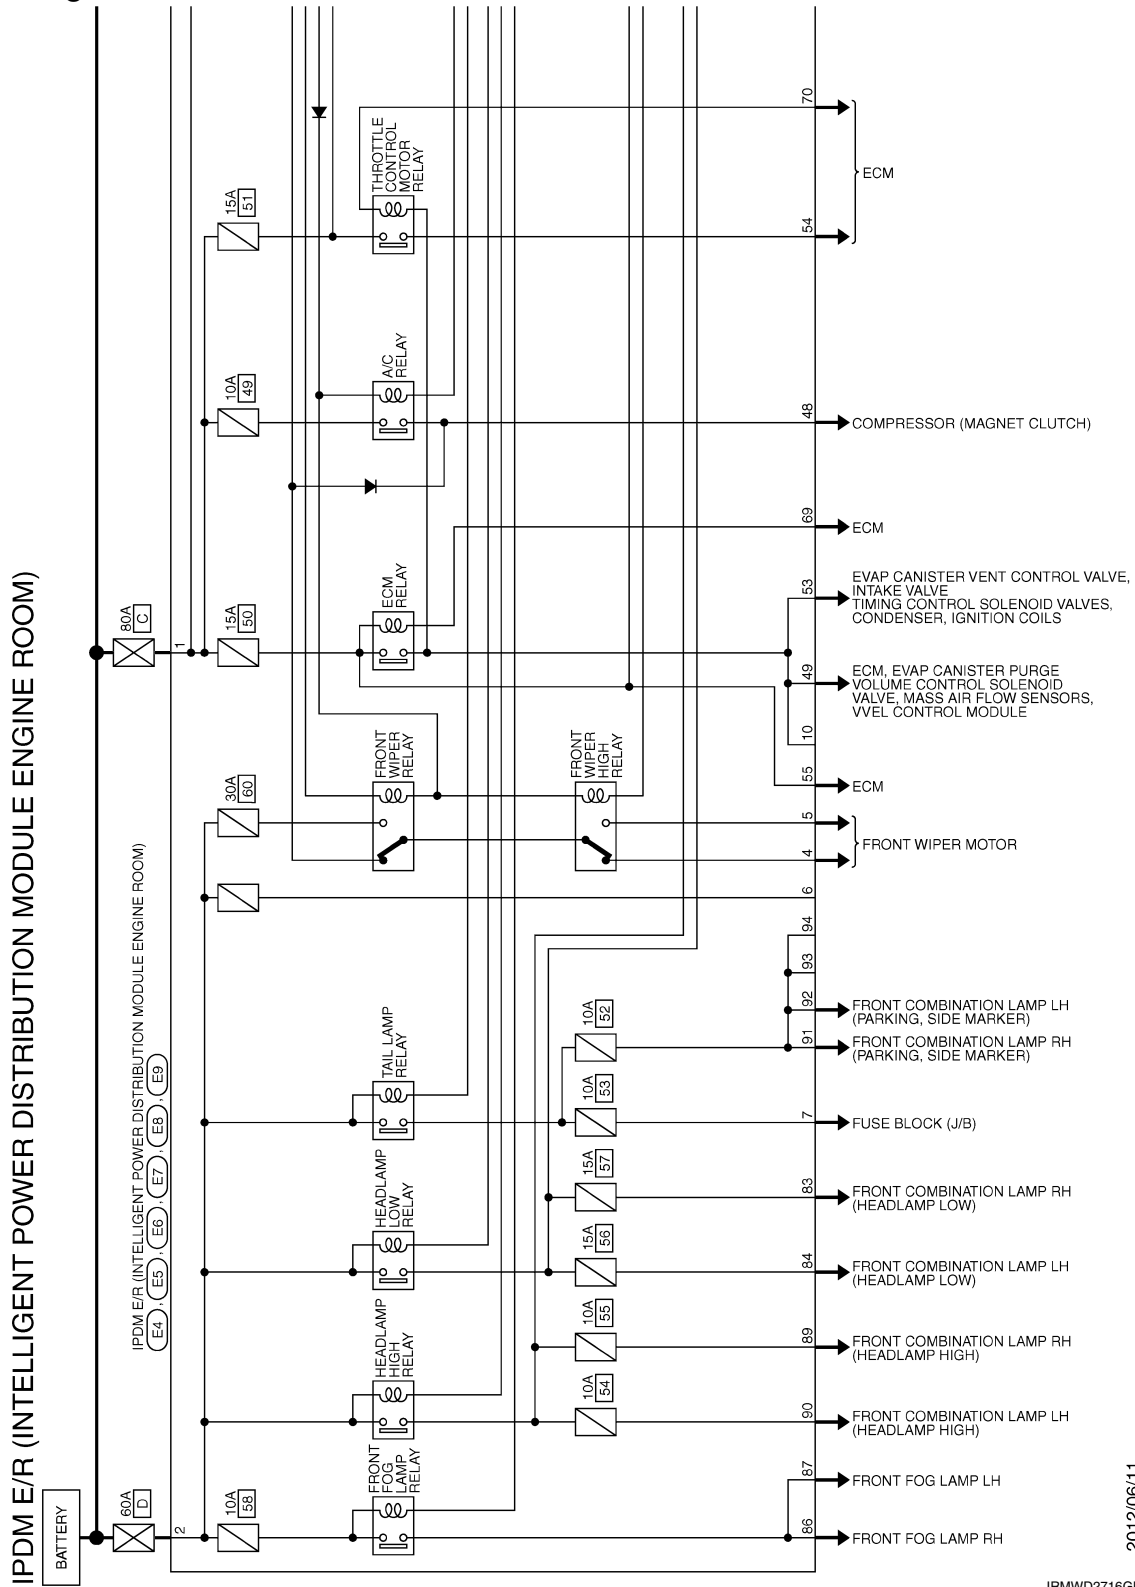 IPDM E/R (INTELLIGENT POWER DISTRIBUTION MODULE ENGINE ROOM)
BATTERY
60A
D
2
80A
C
1
IPDM E/R (INTELLIGENT POWER DISTRIBUTION MODULE ENGINE ROOM)
E4 , E5 , E6 , E7 , E8 , E9
15A
51
THROTTLE
CONTROL
MOTOR
RELAY
70
54
ECM
10A
49
A/C
RELAY
48
COMPRESSOR (MAGNET CLUTCH)
69
ECM
15A
50
ECM
RELAY
53
EVAP CANISTER VENT CONTROL VALVE,
INTAKE VALVE
TIMING CONTROL SOLENOID VALVES,
CONDENSER, IGNITION COILS
49
ECM, EVAP CANISTER PURGE
VOLUME CONTROL SOLENOID
VALVE, MASS AIR FLOW SENSORS,
VVEL CONTROL MODULE
10
55
ECM
30A
60
FRONT
WIPER
RELAY
FRONT
WIPER
HIGH
RELAY
5
4
FRONT WIPER MOTOR
6
94
93
92
FRONT COMBINATION LAMP LH
(PARKING, SIDE MARKER)
10A
52
91
FRONT COMBINATION LAMP RH
(PARKING, SIDE MARKER)
TAIL LAMP
RELAY
10A
53
7
FUSE BLOCK (J/B)
15A
57
83
FRONT COMBINATION LAMP RH
(HEADLAMP LOW)
HEADLAMP
LOW
RELAY
15A
56
84
FRONT COMBINATION LAMP LH
(HEADLAMP LOW)
10A
55
89
FRONT COMBINATION LAMP RH
(HEADLAMP HIGH)
HEADLAMP
HIGH
RELAY
10A
54
90
FRONT COMBINATION LAMP LH
(HEADLAMP HIGH)
87
FRONT FOG LAMP LH
10A
58
FRONT
FOG
LAMP
RELAY
86
FRONT FOG LAMP RH
2012/06/11